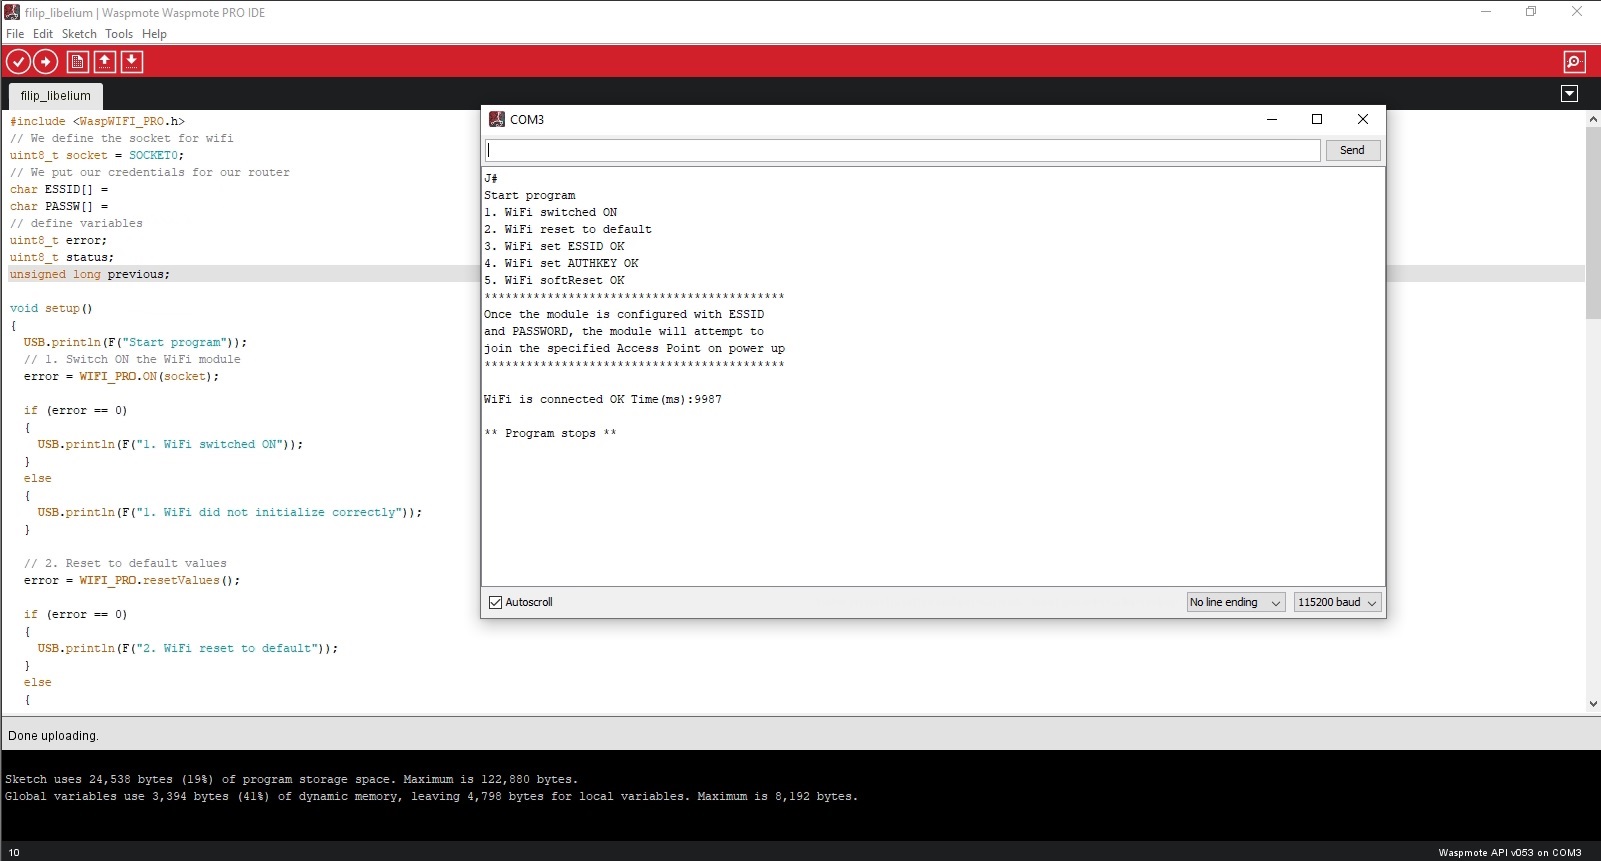 filip_libelium | Waspmote Waspmote PRO IDE
File Edit Sketch Tools Help
filip_libelium
#include <WaspWIFI_PRO.h>
// We define the socket for wifi
uint8_t socket = SOCKET0;
// We put our credentials for our router
char ESSID[] =
char PASSW[] =
// define variables
uint8_t error;
uint8_t status;
unsigned long previous;
void setup()
{
USB.println(F("Start program"));
// 1. Switch ON the WiFi module
error = WIFI_PRO.ON(socket);
if (error == 0)
{
USB.println(F("1. WiFi switched ON"));
}
else
{
USB.println(F("1. WiFi did not initialize correctly"));
}
// 2. Reset to default values
error = WIFI_PRO.resetValues();
if (error == 0)
{
USB.println(F("2. WiFi reset to default"));
}
else
{
COM3
Send
J#
Start program
1. WiFi switched ON
2. WiFi reset to default
3. WiFi set ESSID OK
4. WiFi set AUTHKEY OK
5. WiFi softReset OK
*******************************************
Once the module is configured with ESSID
and PASSWORD, the module will attempt to
join the specified Access Point on power up
*******************************************
WiFi is connected OK Time(ms):9987
** Program stops **
Autoscroll
No line ending
115200 baud
Done uploading.
Sketch uses 24,538 bytes (19%) of program storage space. Maximum is 122,880 bytes.
Global variables use 3,394 bytes (41%) of dynamic memory, leaving 4,798 bytes for local variables. Maximum is 8,192 bytes.
10
Waspmote API v053 on COM3